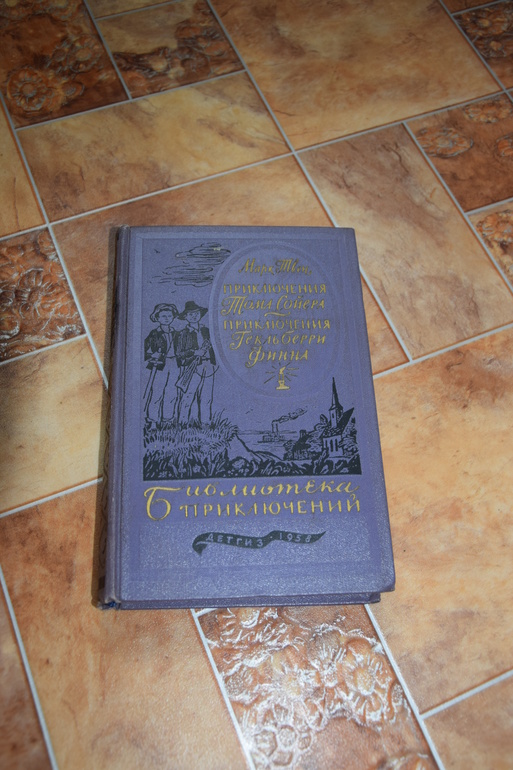 Марк Твен
ПРИКЛЮЧЕНИЯ
Тома Сойера
ПРИКЛЮЧЕНИЯ
Гекльберри
Финна
Библиотека
ПРИКЛЮЧЕНИЙ
ДЕТГИЗ • 1958